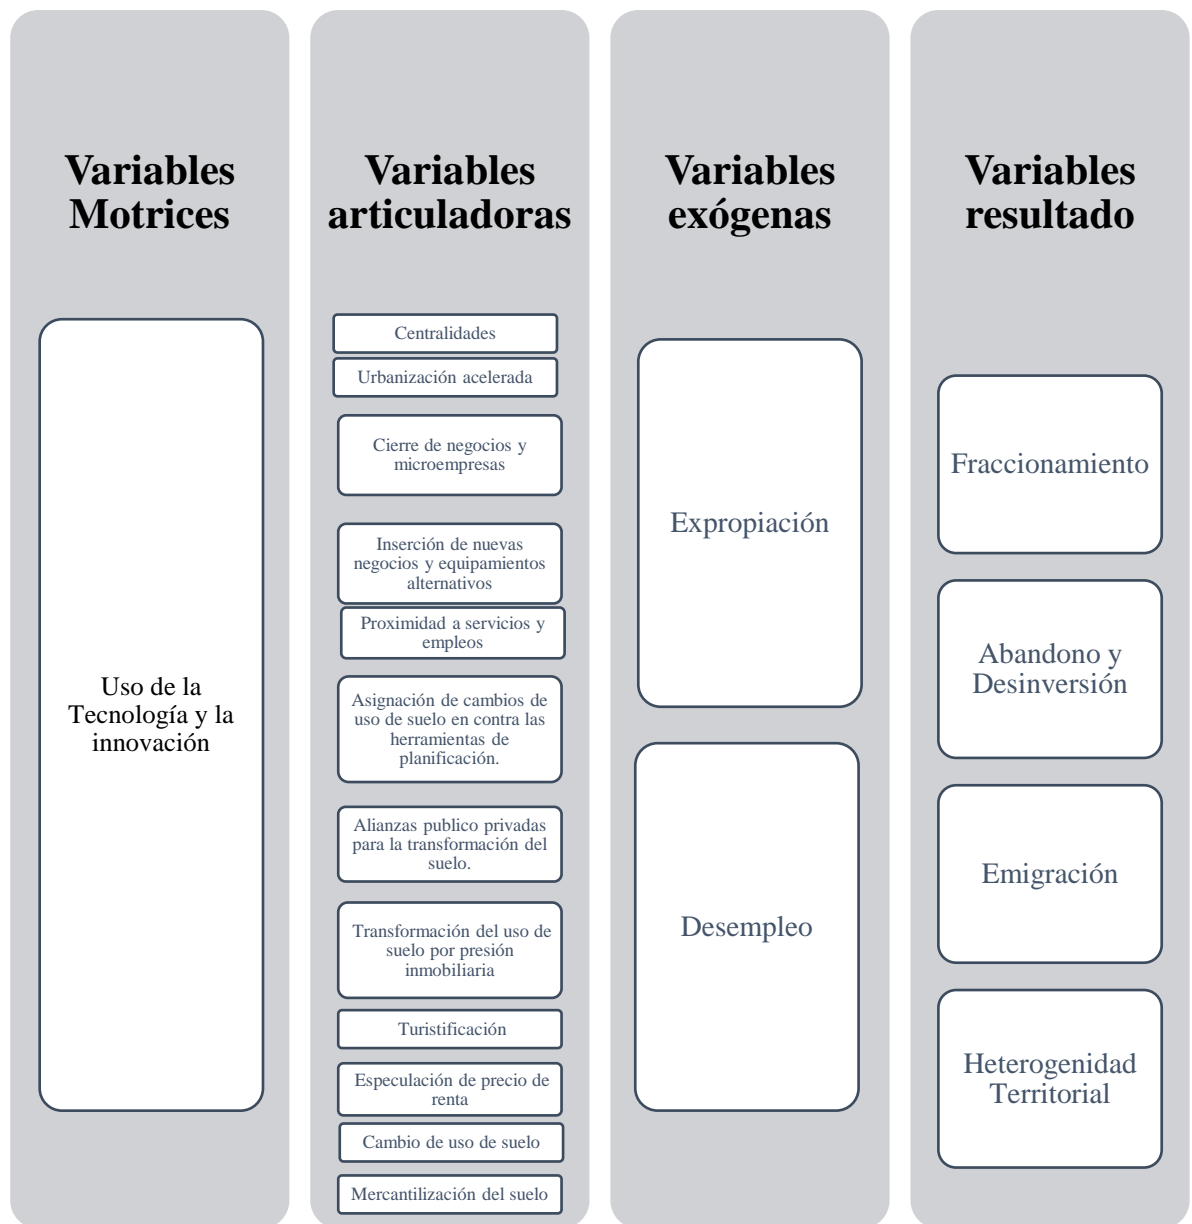 Variables
Motrices
Uso de la
Tecnología y la
innovación
Variables
articuladoras
Centralidades
Urbanización acelerada
Cierre de negocios y
microempresas
Inserción de nuevas
negocios y equipamientos
alternativos
Proximidad a servicios y
empleos
Asignación de cambios de
uso de suelo en contra las
herramientas de
planificación.
Alianzas publico privadas
para la transformación del
suelo.
Transformación del uso de
suelo por presión
inmobiliaria
Turistificación
Especulación de precio de
renta
Cambio de uso de suelo
Mercantilización del suelo
Variables
exógenas
Expropiación
Desempleo
Variables
resultado
Fraccionamiento
Abandono y
Desinversión
Emigración
Heterogenidad
Territorial